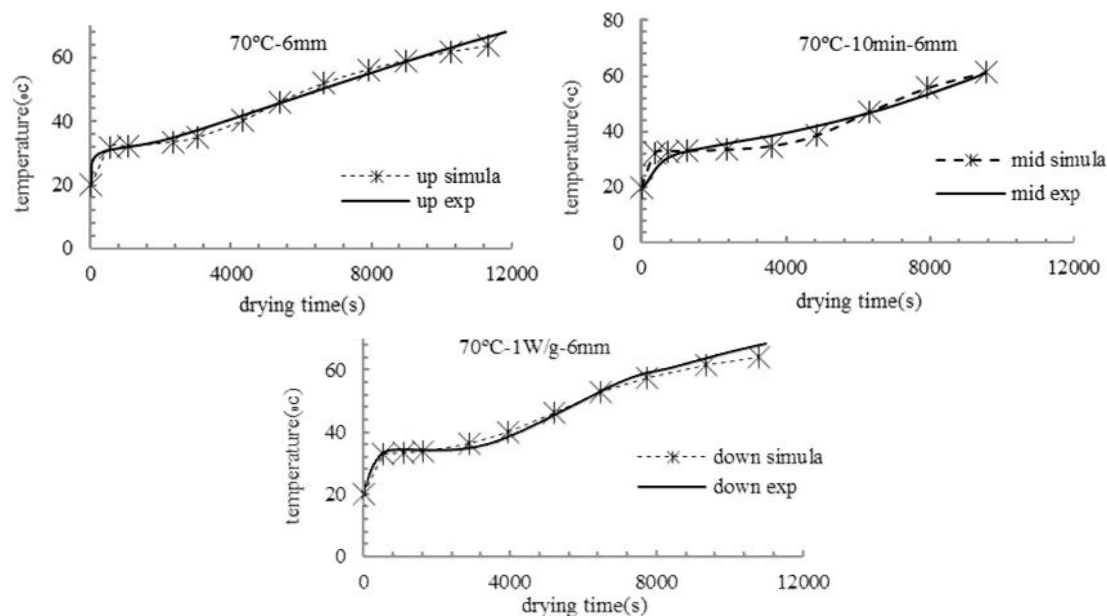 70°C-6mm
temperature(°c)
60
40
20
0
up simula
up exp
0 4000 8000 12000
drying time(s)
70°C-10min-6mm
temperature(°c)
80
60
40
20
0
mid simula
mid exp
0 4000 8000 12000
drying time(s)
70°C-1W/g-6mm
temperature(°c)
60
40
20
0
down simula
down exp
0 4000 8000 12000
drying time(s)